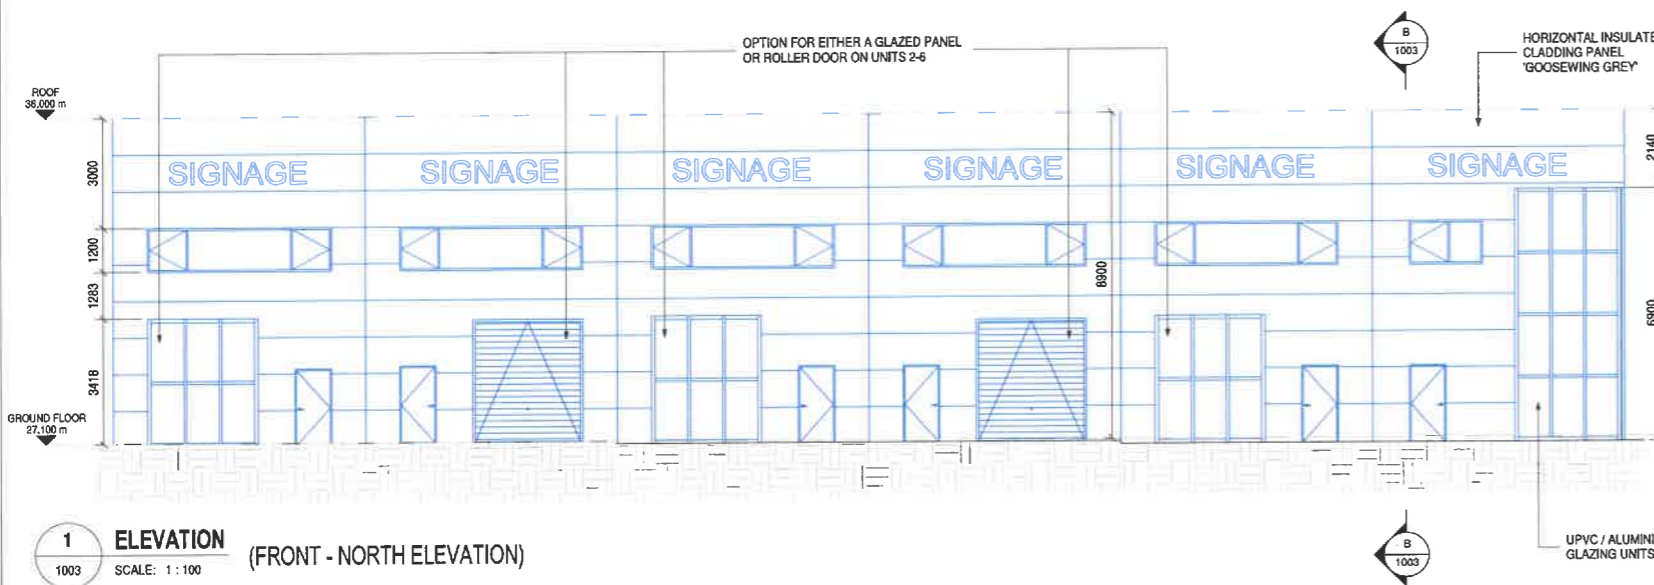 OPTION FOR EITHER A GLAZED PANEL
OR ROLLER DOOR ON UNITS 2-6
B
1003
HORIZONTAL INSULATE
CLADDING PANEL
'GOOSEWING GREY'
ROOF
36.000 m
3000
1200
1283
3418
SIGNAGE
SIGNAGE
SIGNAGE
SIGNAGE
SIGNAGE
SIGNAGE
8900
2140
6900
GROUND FLOOR
27.100 m
1
1003
ELEVATION
SCALE: 1 : 100
(FRONT - NORTH ELEVATION)
B
1003
UPVC / ALUMINI
GLAZING UNITS